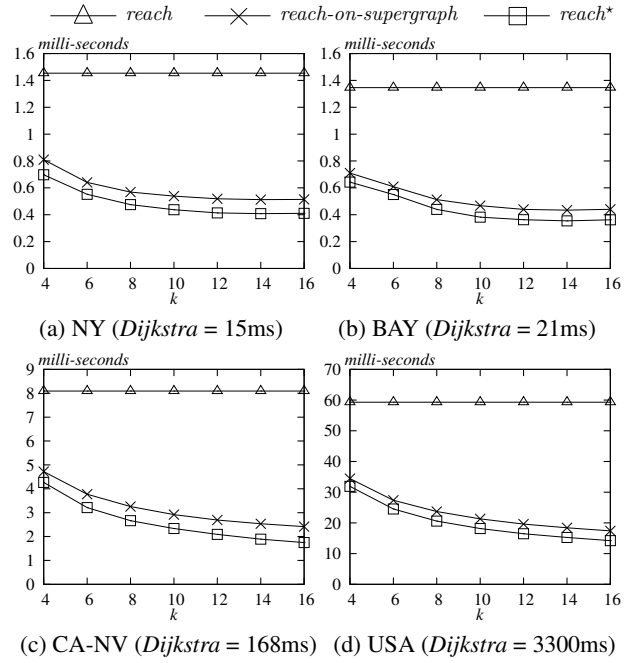 reach reach-on-supergraph reach⋆
milli-seconds milli-seconds
1.6 1.6
1.4 1.4
1.2 1.2
1 1
0.8 0.8
0.6 0.6
0.4 0.4
0.2 0.2
0 0
4 6 8 10 12 14 16 4 6 8 10 12 14 16
k k
(a) NY (Dijkstra = 15ms) (b) BAY (Dijkstra = 21ms)
milli-seconds milli-seconds
9 70
8 60
7 50
6 40
5 30
4 20
3 10
2 0
1
0
4 6 8 10 12 14 16 4 6 8 10 12 14 16
k k
(c) CA-NV (Dijkstra = 168ms) (d) USA (Dijkstra = 3300ms)